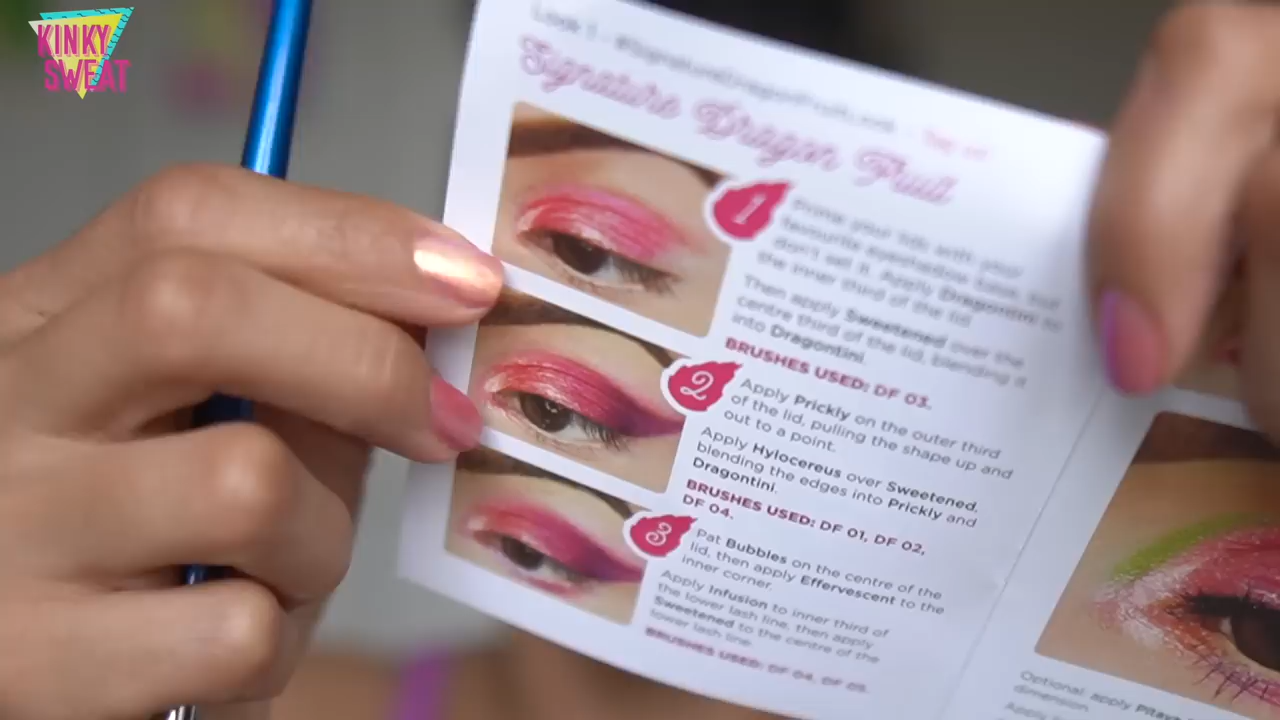 KINKY
SWEAT
Look 1 - #SignatureDragonFruitLook
Signature Dragon Fruit
1
Prime your lids with your
favourite eyeshadow base, but
don't set it. Apply Dragontini to
the inner third of the lid
Then apply Sweetened over the
centre third of the lid, blending it
into Dragontini.
BRUSHES USED: DF 03.
2
Apply Prickly on the outer third
of the lid, pulling the shape up and
out to a point.
Apply Hylocereus over Sweetened,
blending the edges into Prickly and
Dragontini.
BRUSHES USED: DF 01, DF 02,
DF 04.
3
Pat Bubbles on the centre of the
lid, then apply Effervescent to the
inner corner.
Apply Infusion to inner third of
the lower lash line, then apply
Sweetened to the centre of the
lower lash line
BRUSHES USED: DF 04, DF 05.
Optional: apply
dimension.